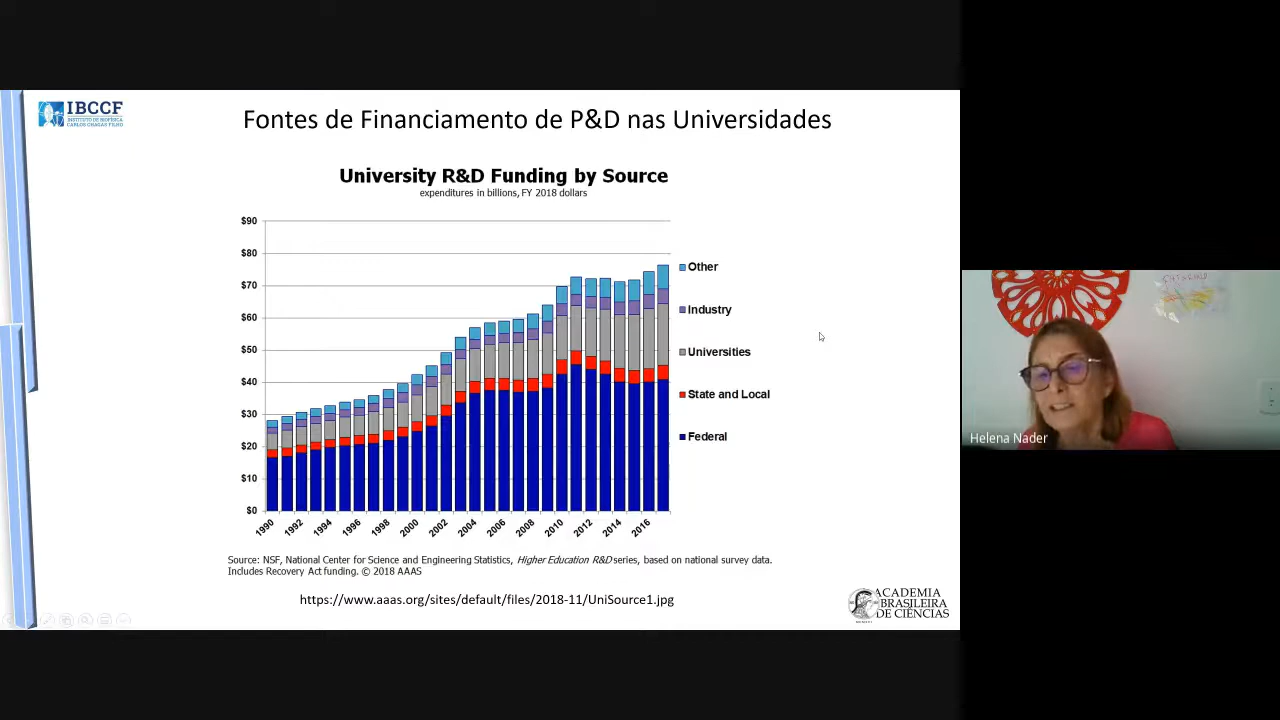 IBCCF
INSTITUTO DE BIOFÍSICA
CARLOS CHAGAS FILHO
Fontes de Financiamento de P&D nas Universidades
University R&D Funding by Source
expenditures in billions, FY 2018 dollars
$90
$80
$70
$60
$50
$40
$30
$20
$10
$0
1990
1992
1994
1996
1998
2000
2002
2004
2006
2008
2010
2012
2014
2016
Other
Industry
Universities
State and Local
Federal
Source: NSF, National Center for Science and Engineering Statistics, Higher Education R&D series, based on national survey data.
Includes Recovery Act funding. © 2018 AAAS
https://www.aaas.org/sites/default/files/2018-11/UniSource1.jpg
ACADEMIA
BRASILEIRA
DE CIÊNCIAS
Helena Nader